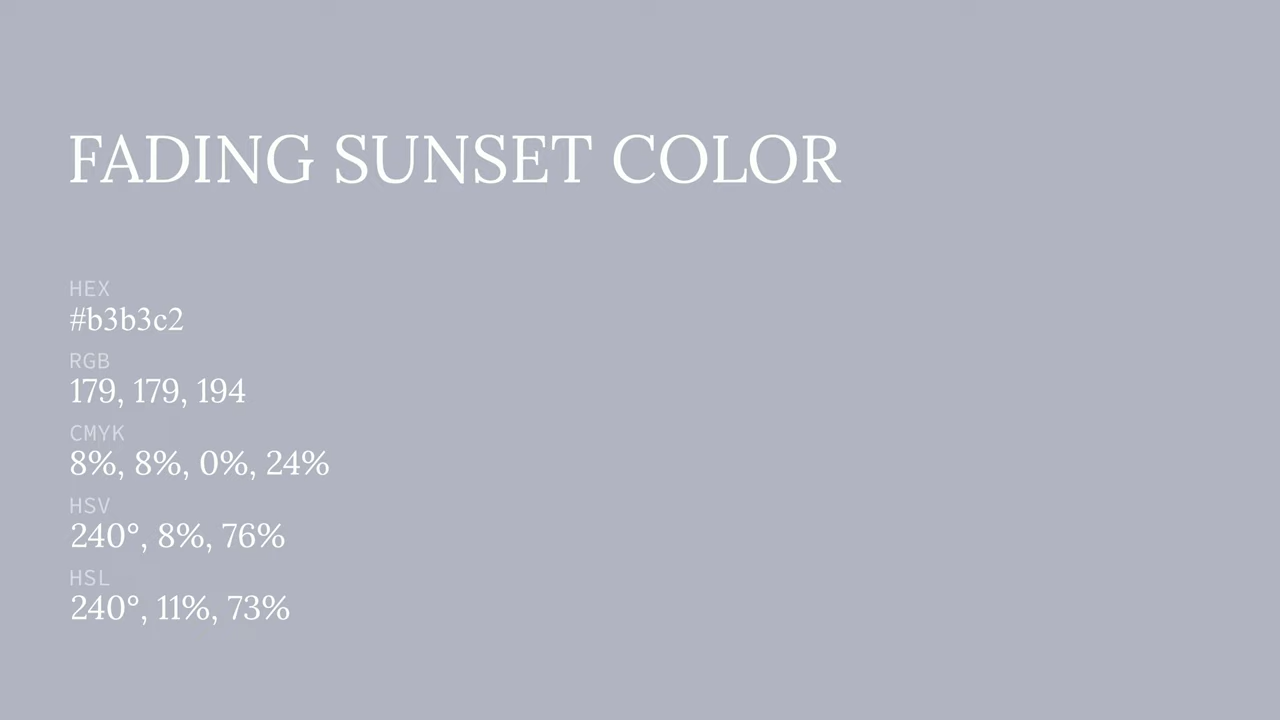 FADING SUNSET COLOR
HEX
#b3b3c2
RGB
179, 179, 194
CMYK
8%, 8%, 0%, 24%
HSV
240°, 8%, 76%
HSL
240°, 11%, 73%